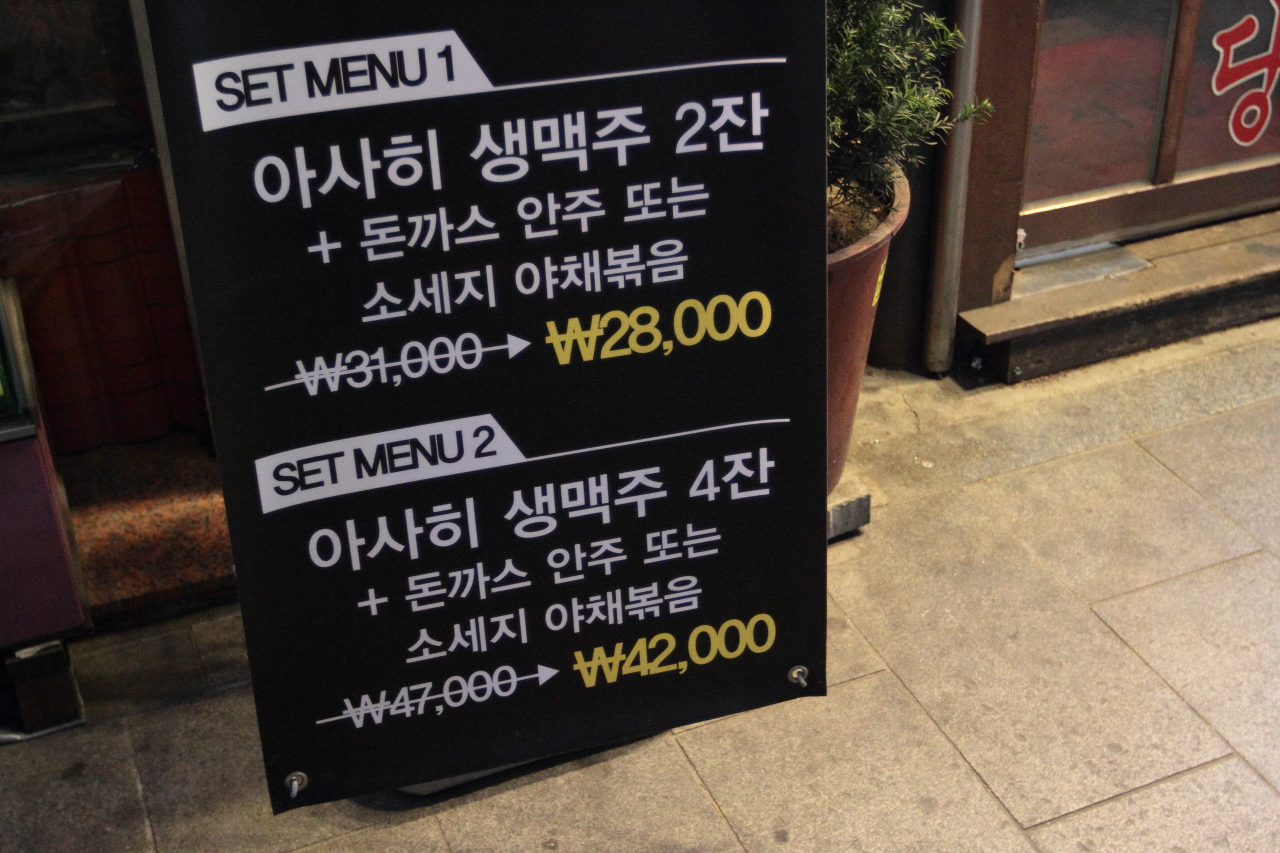 SET MENU 1
아사히 생맥주 2잔
+ 돈까스 안주 또는
소세지 야채볶음
₩31,000 → ₩28,000
SET MENU 2
아사히 생맥주 4잔
+ 돈까스 안주 또는
소세지 야채볶음
₩47,000 → ₩42,000
당